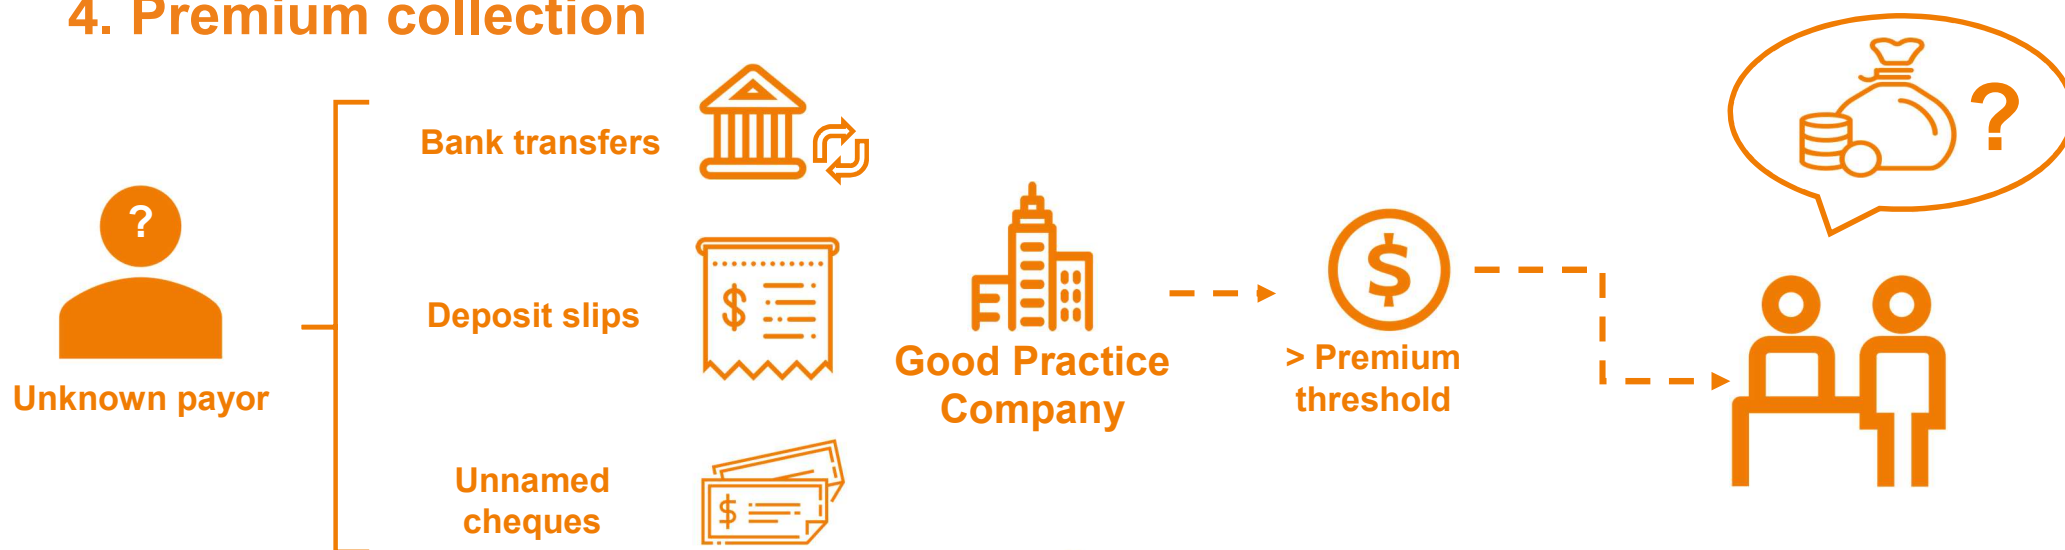 4. Premium collection
?
Unknown payor
Bank transfers
Deposit slips
$
Unnamed
cheques
$
Good Practice
Company
$
> Premium
threshold
?